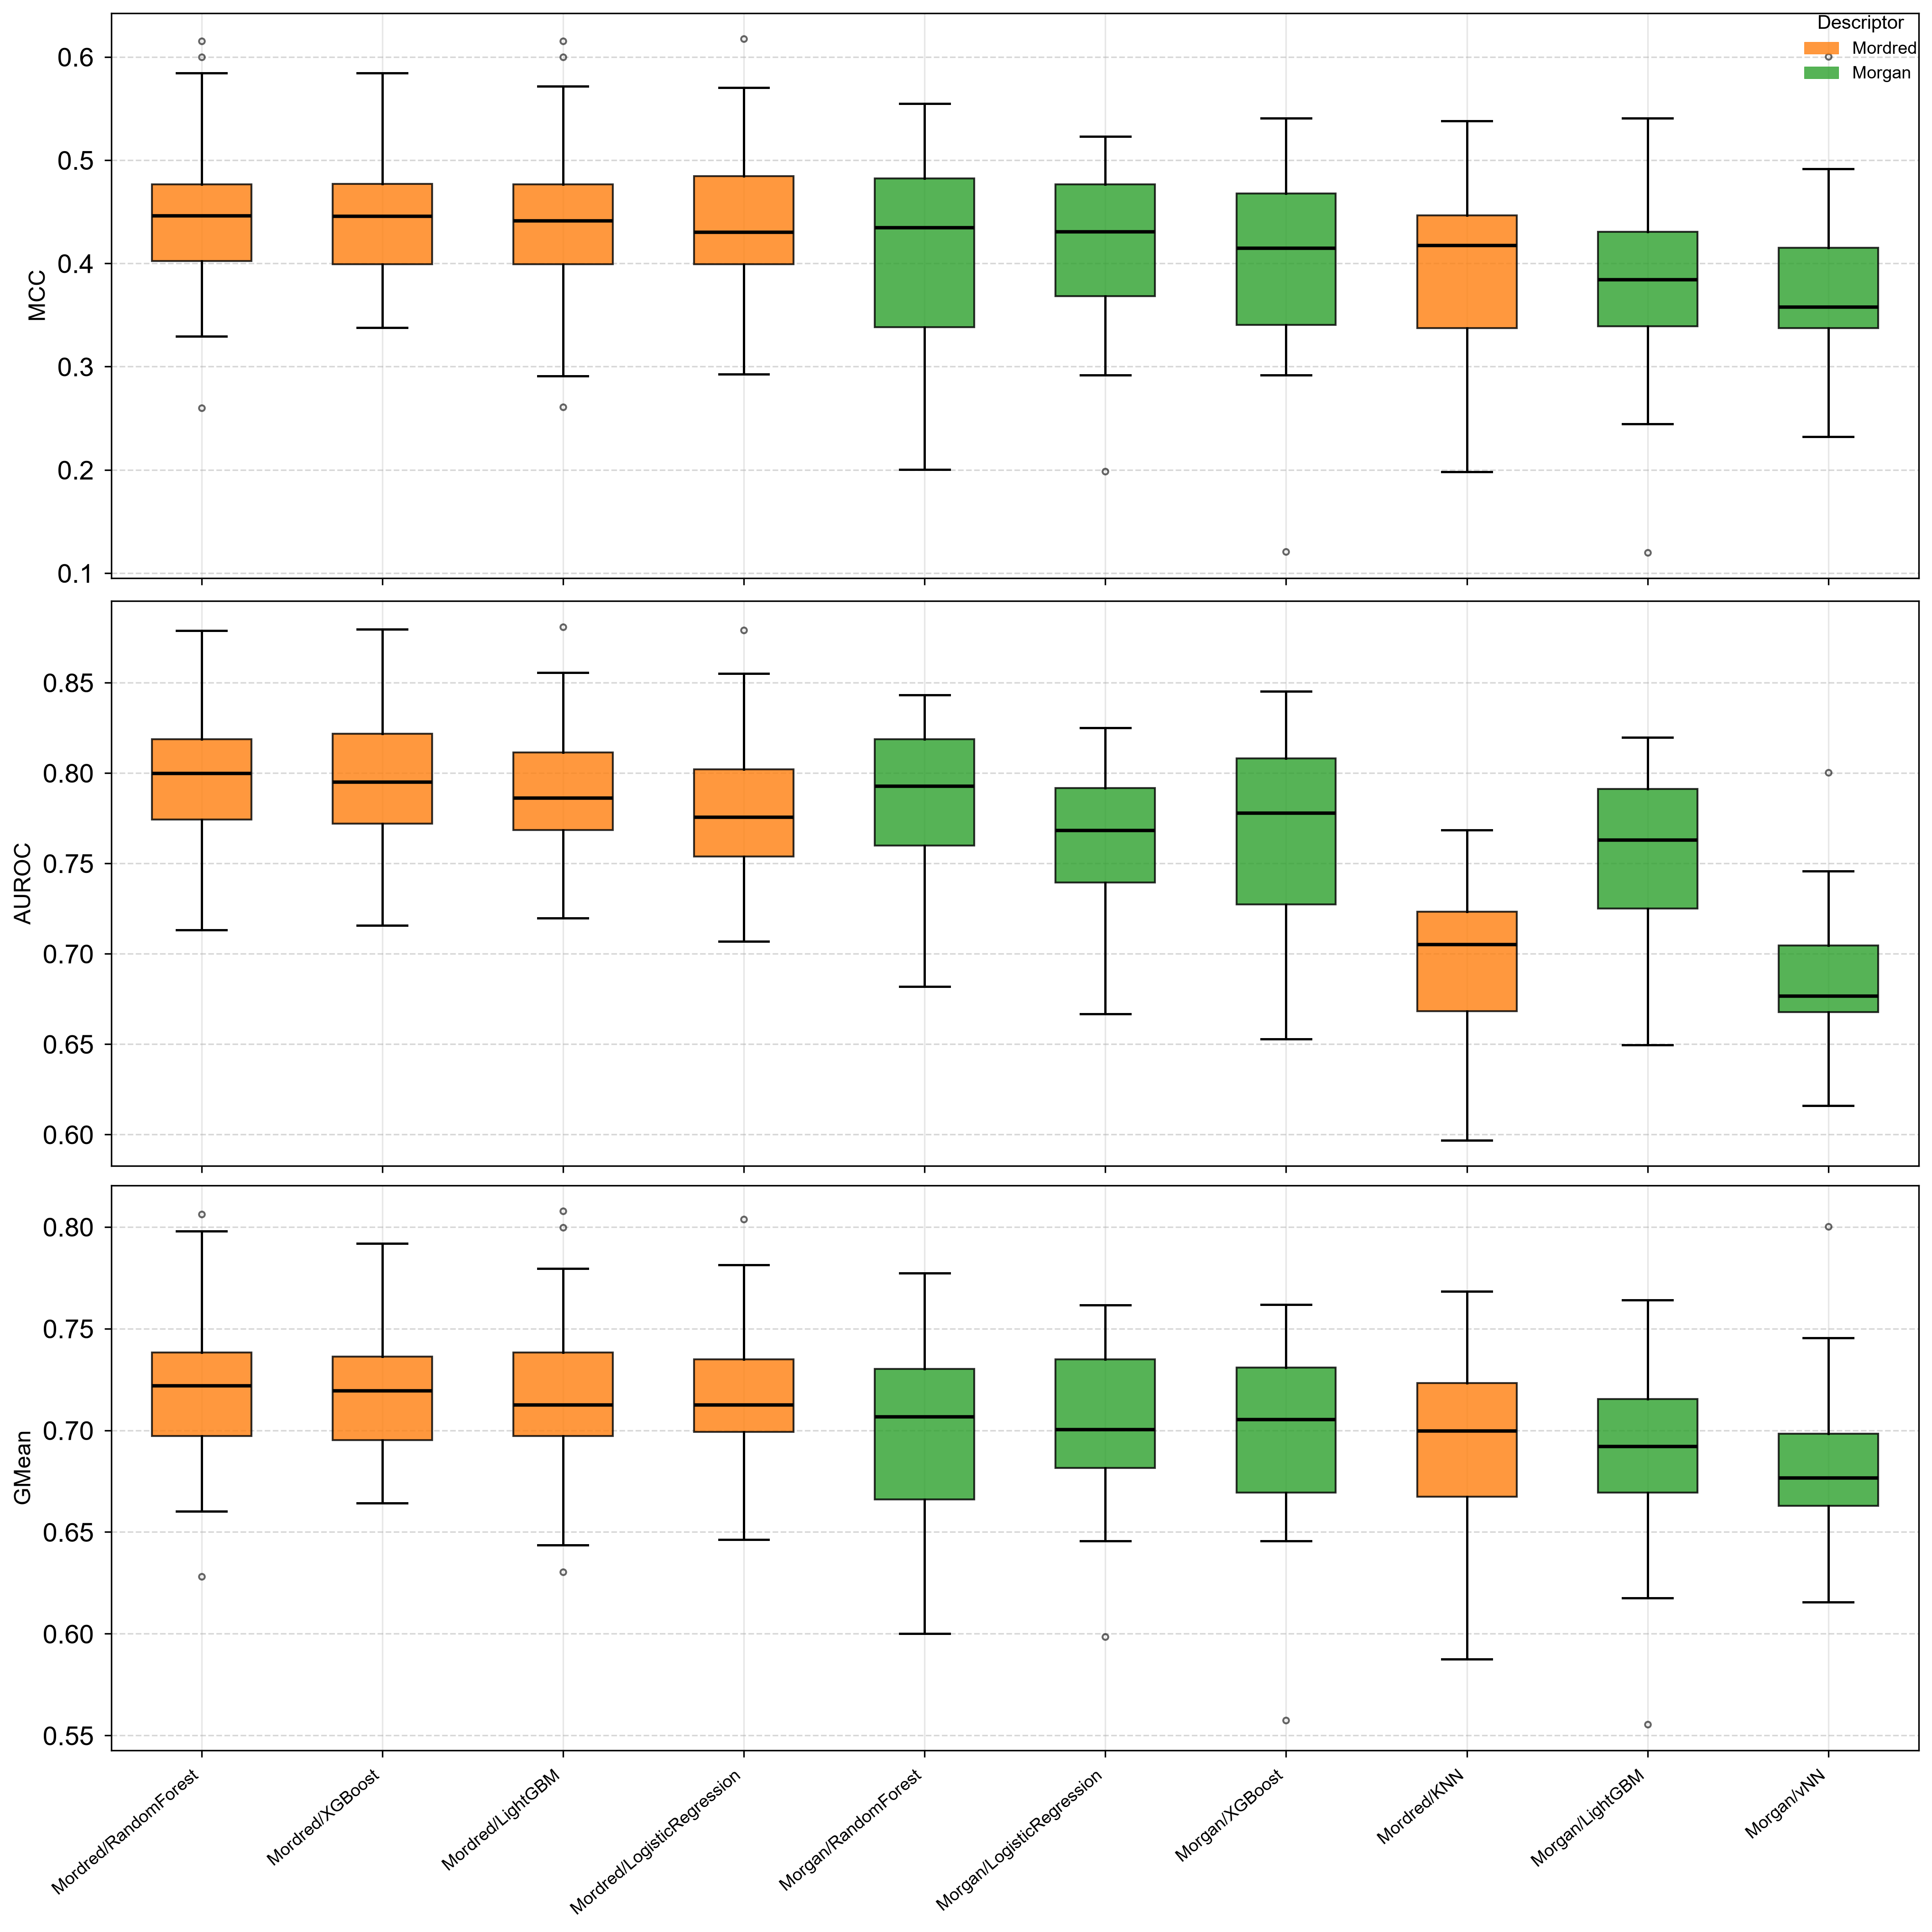 Descriptor
Mordred
Morgan
MCC
0.6
0.5
0.4
0.3
0.2
0.1
AUROC
0.85
0.80
0.75
0.70
0.65
0.60
GMean
0.80
0.75
0.70
0.65
0.60
0.55
Mordred/RandomForest
Mordred/XGBoost
Mordred/LightGBM
Mordred/LogisticRegression
Morgan/RandomForest
Morgan/LogisticRegression
Morgan/XGBoost
Mordred/KNN
Morgan/LightGBM
Morgan/vNN